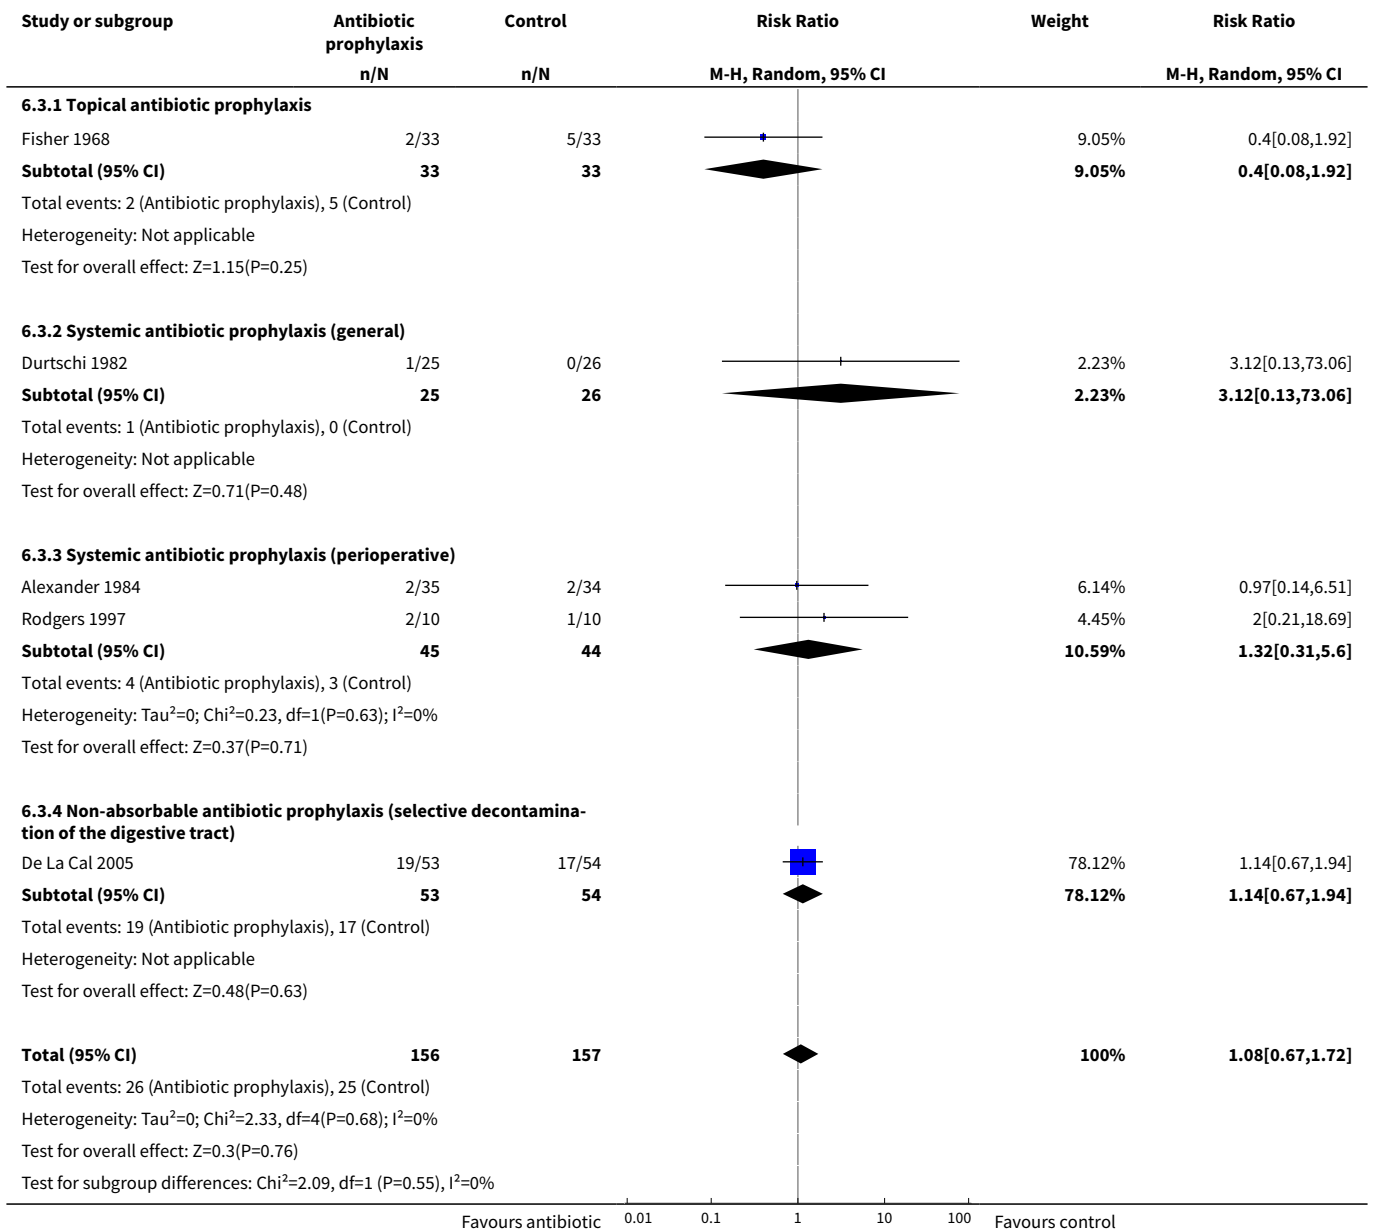 Study or subgroup Antibiotic prophylaxis Control Risk Ratio Weight Risk Ratio
n/N n/N M-H, Random, 95% CI M-H, Random, 95% CI
6.3.1 Topical antibiotic prophylaxis
Fisher 1968 2/33 5/33 9.05% 0.4[0.08,1.92]
Subtotal (95% CI) 33 33 9.05% 0.4[0.08,1.92]
Total events: 2 (Antibiotic prophylaxis), 5 (Control)
Heterogeneity: Not applicable
Test for overall effect: Z=1.15(P=0.25)
6.3.2 Systemic antibiotic prophylaxis (general)
Durtschi 1982 1/25 0/26 2.23% 3.12[0.13,73.06]
Subtotal (95% CI) 25 26 2.23% 3.12[0.13,73.06]
Total events: 1 (Antibiotic prophylaxis), 0 (Control)
Heterogeneity: Not applicable
Test for overall effect: Z=0.71(P=0.48)
6.3.3 Systemic antibiotic prophylaxis (perioperative)
Alexander 1984 2/35 2/34 6.14% 0.97[0.14,6.51]
Rodgers 1997 2/10 1/10 4.45% 2[0.21,18.69]
Subtotal (95% CI) 45 44 10.59% 1.32[0.31,5.6]
Total events: 4 (Antibiotic prophylaxis), 3 (Control)
Heterogeneity: Tau²=0; Chi²=0.23, df=1(P=0.63); I²=0%
Test for overall effect: Z=0.37(P=0.71)
6.3.4 Non-absorbable antibiotic prophylaxis (selective decontamina-
tion of the digestive tract)
De La Cal 2005 19/53 17/54 78.12% 1.14[0.67,1.94]
Subtotal (95% CI) 53 54 78.12% 1.14[0.67,1.94]
Total events: 19 (Antibiotic prophylaxis), 17 (Control)
Heterogeneity: Not applicable
Test for overall effect: Z=0.48(P=0.63)
Total (95% CI) 156 157 100% 1.08[0.67,1.72]
Total events: 26 (Antibiotic prophylaxis), 25 (Control)
Heterogeneity: Tau²=0; Chi²=2.33, df=4(P=0.68); I²=0%
Test for overall effect: Z=0.3(P=0.76)
Test for subgroup differences: Chi²=2.09, df=1 (P=0.55), I²=0%
Favours antibiotic 0.01 0.1 1 10 100 Favours control